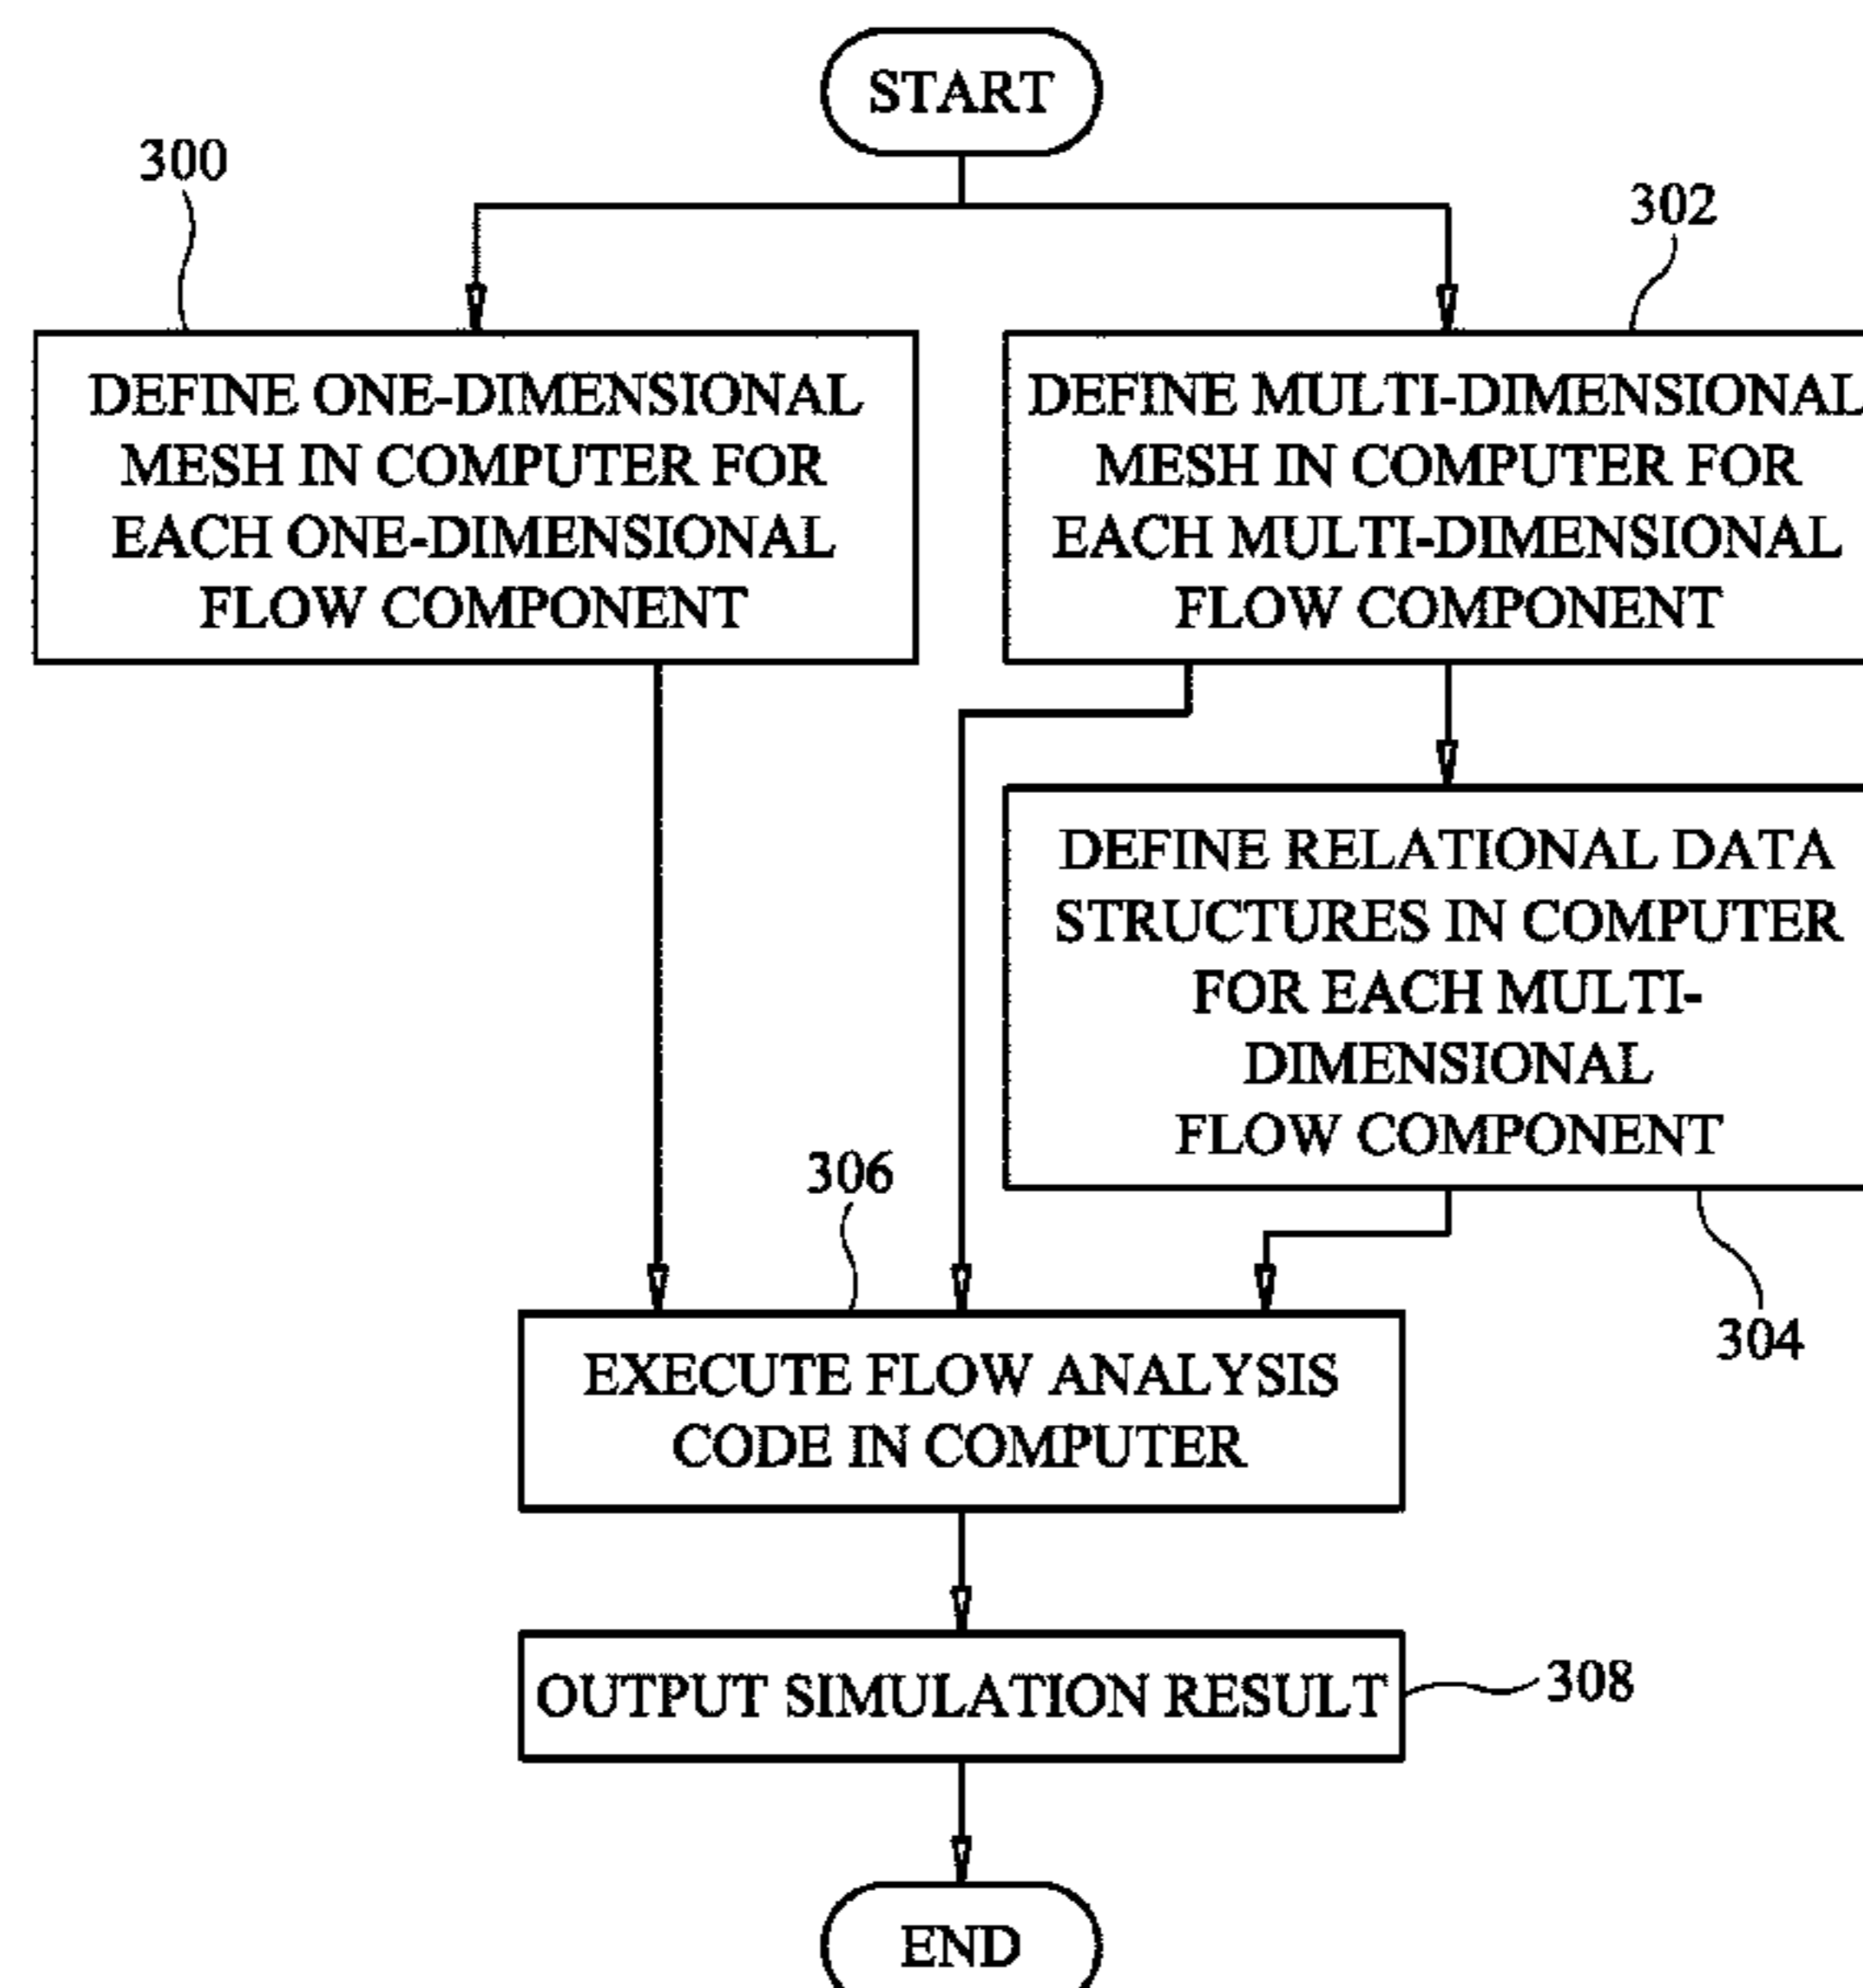 START
300
302
DEFINE ONE-DIMENSIONAL
MESH IN COMPUTER FOR
EACH ONE-DIMENSIONAL
FLOW COMPONENT
DEFINE MULTI-DIMENSIONAL
MESH IN COMPUTER FOR
EACH MULTI-DIMENSIONAL
FLOW COMPONENT
DEFINE RELATIONAL DATA
STRUCTURES IN COMPUTER
FOR EACH MULTI-
DIMENSIONAL
FLOW COMPONENT
306
304
EXECUTE FLOW ANALYSIS
CODE IN COMPUTER
OUTPUT SIMULATION RESULT
308
END